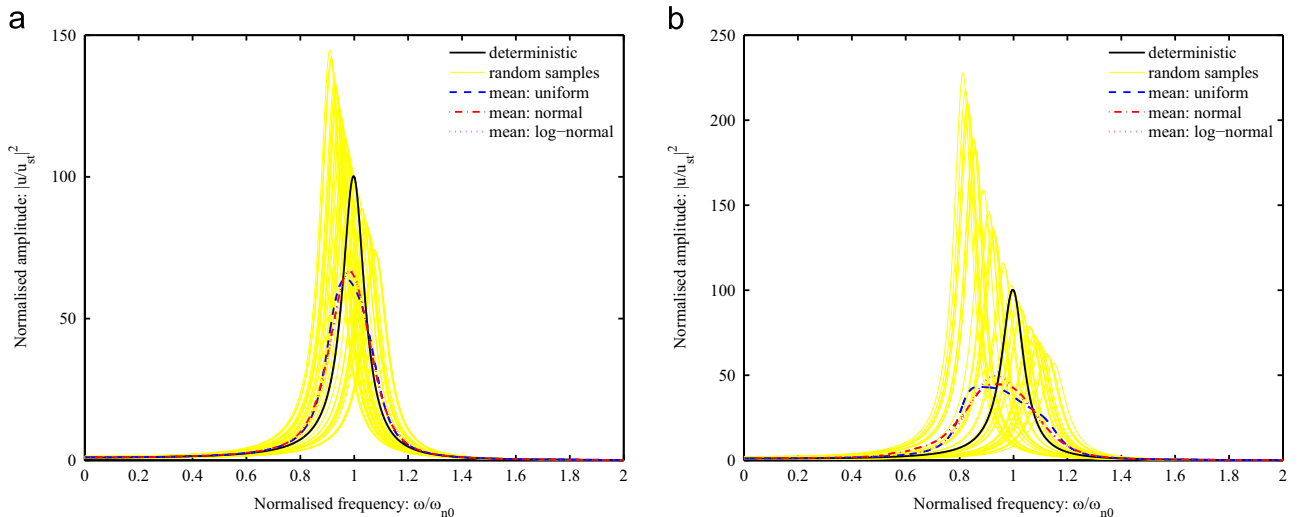 a
150
100
50
0
0 0.2 0.4 0.6 0.8 1 1.2 1.4 1.6 1.8 2
Normalised amplitude: |u/u_st|^2
Normalised frequency: ω/ω_n0
deterministic
random samples
mean: uniform
mean: normal
mean: log−normal
b
250
200
150
100
50
0
0 0.2 0.4 0.6 0.8 1 1.2 1.4 1.6 1.8 2
Normalised amplitude: |u/u_st|^2
Normalised frequency: ω/ω_n0
deterministic
random samples
mean: uniform
mean: normal
mean: log−normal